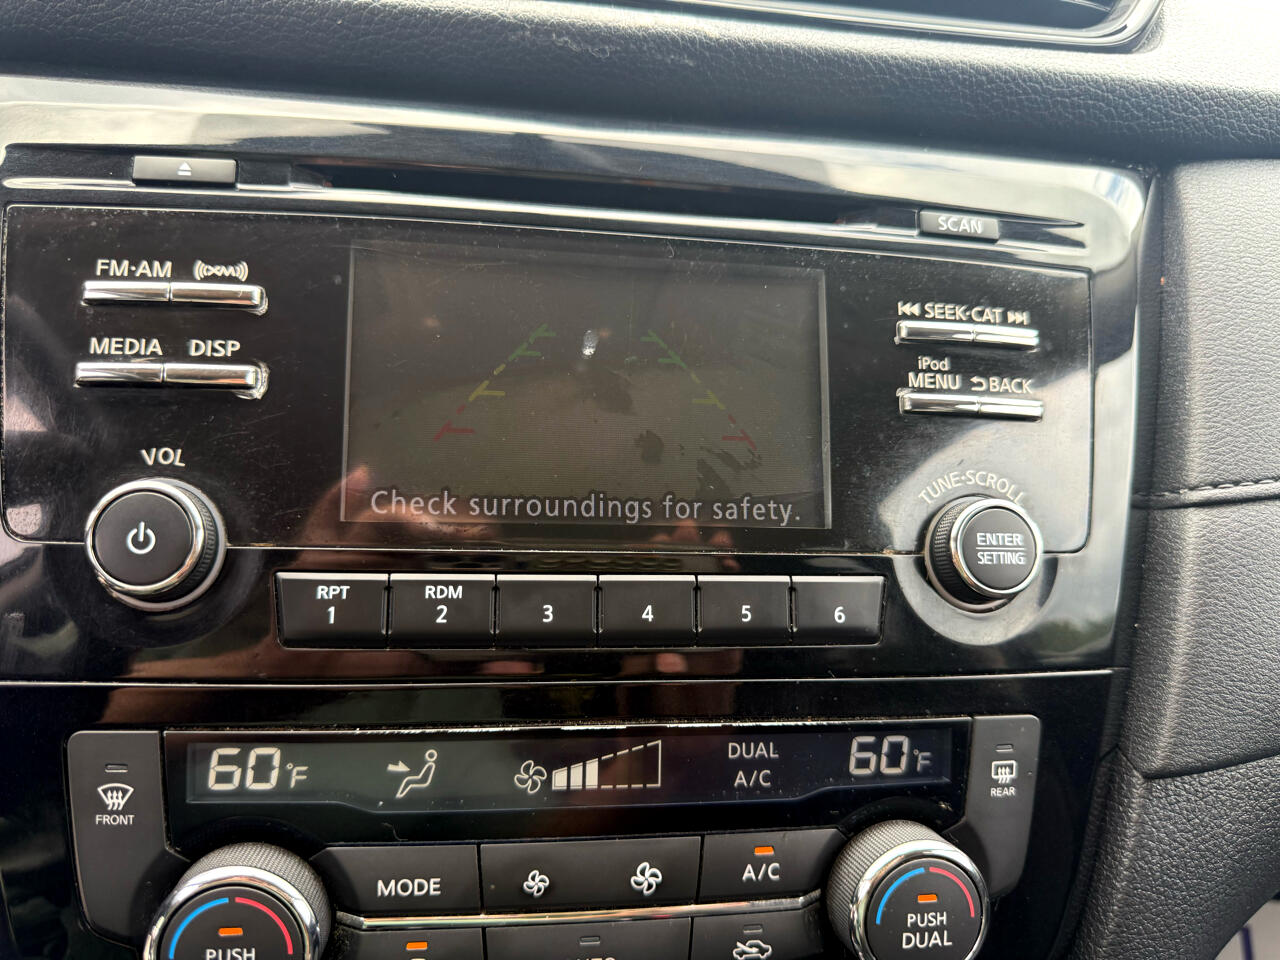 SCAN
FM·AM XM
SEEK·CAT
MEDIA DISP
iPod
MENU BACK
VOL
TUNE·SCROLL
Check surroundings for safety.
ENTER
SETTING
RPT
1
RDM
2
3
4
5
6
60°F
DUAL
A/C
60°F
FRONT
REAR
MODE
A/C
PUSH
PUSH
DUAL